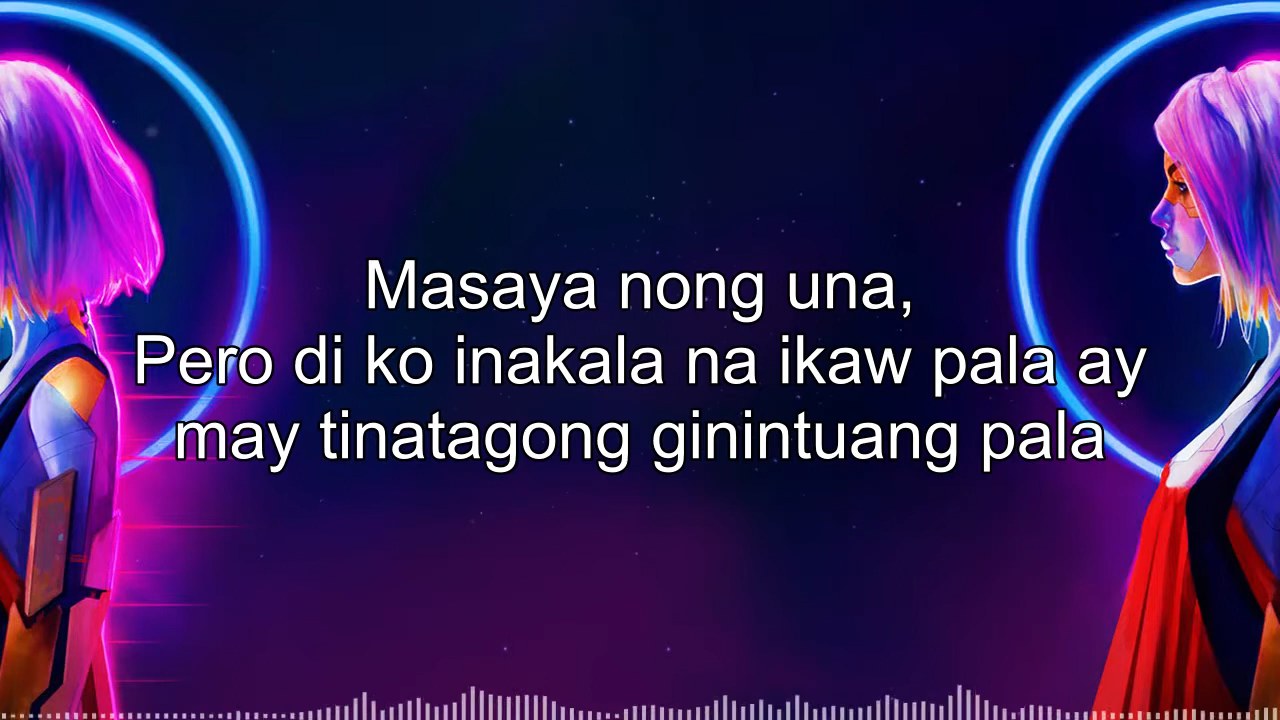 Masaya nong una,
Pero di ko inakala na ikaw pala ay
may tinatagong ginintuang pala